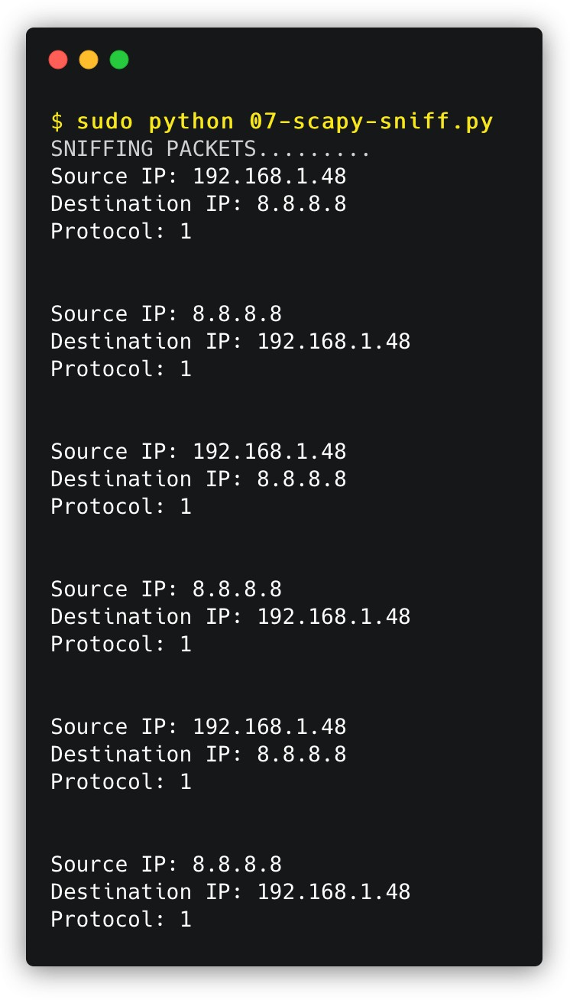 $ sudo python 07-scapy-sniff.py
SNIFFING PACKETS.........
Source IP: 192.168.1.48
Destination IP: 8.8.8.8
Protocol: 1
Source IP: 8.8.8.8
Destination IP: 192.168.1.48
Protocol: 1
Source IP: 192.168.1.48
Destination IP: 8.8.8.8
Protocol: 1
Source IP: 8.8.8.8
Destination IP: 192.168.1.48
Protocol: 1
Source IP: 192.168.1.48
Destination IP: 8.8.8.8
Protocol: 1
Source IP: 8.8.8.8
Destination IP: 192.168.1.48
Protocol: 1